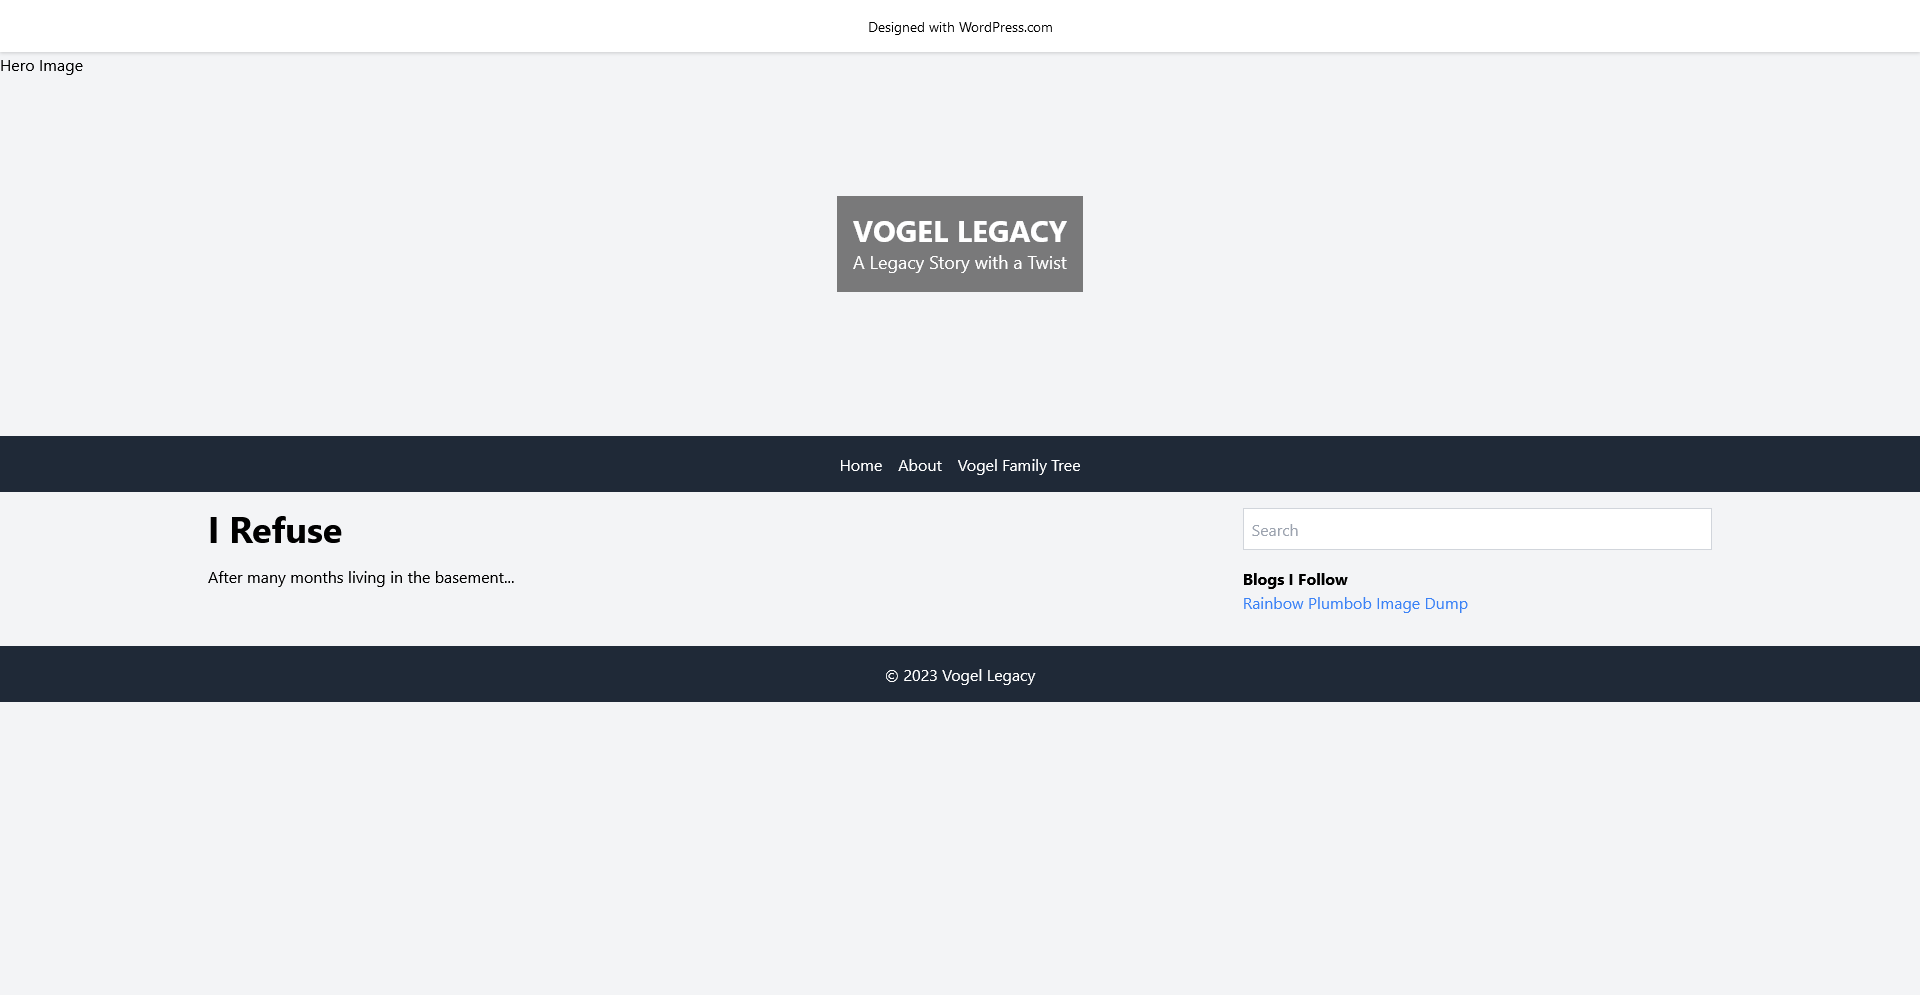 Designed with WordPress.com
Hero Image
VOGEL LEGACY
A Legacy Story with a Twist
Home About Vogel Family Tree
I Refuse
After many months living in the basement...
Search
Blogs I Follow
Rainbow Plumbob Image Dump
© 2023 Vogel Legacy